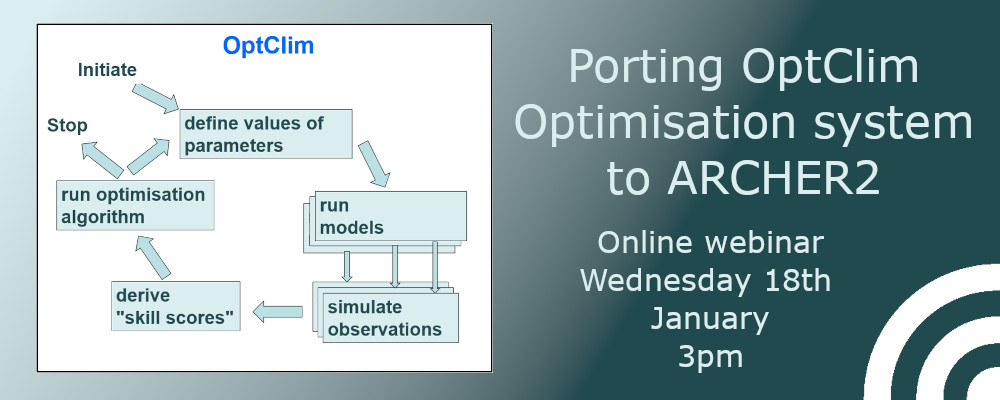 OptClim
Initiate
Stop
define values of
parameters
run optimisation
algorithm
run
models
derive
"skill scores"
simulate
observations
Porting OptClim
Optimisation system
to ARCHER2
Online webinar
Wednesday 18th
January
3pm